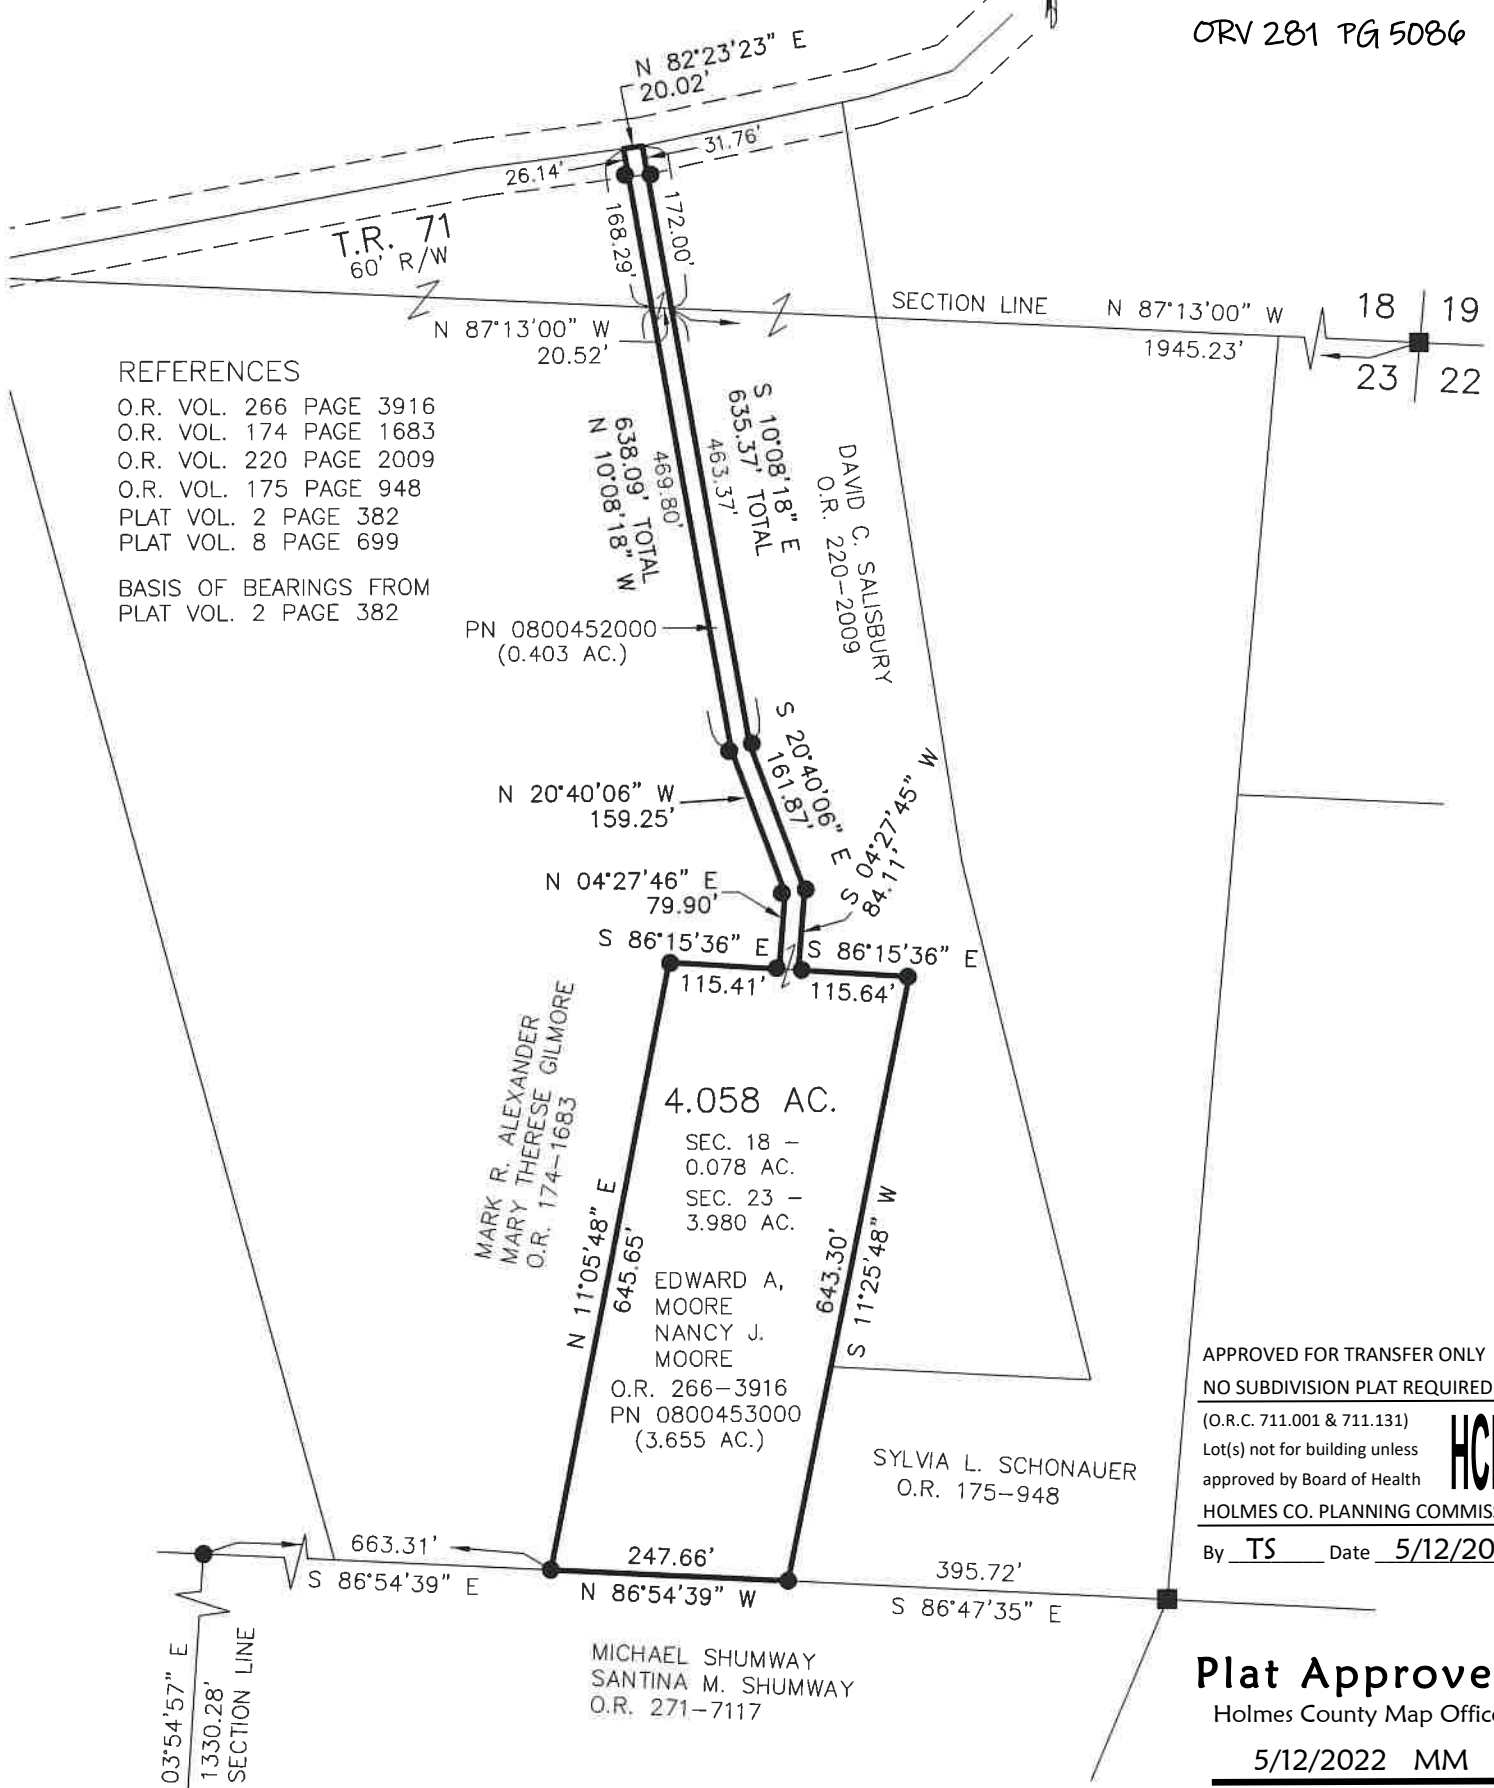 ORV 281 PG 5086
N 82°23'23" E
20.02'
31.76'
26.14'
T.R. 71
60' R/W
168.29'
172.00'
SECTION LINE N 87°13'00" W
1945.23'
18 19
23 22
N 87°13'00" W
20.52'
REFERENCES
O.R. VOL. 266 PAGE 3916
O.R. VOL. 174 PAGE 1683
O.R. VOL. 220 PAGE 2009
O.R. VOL. 175 PAGE 948
PLAT VOL. 2 PAGE 382
PLAT VOL. 8 PAGE 699
BASIS OF BEARINGS FROM
PLAT VOL. 2 PAGE 382
S 10°08'18" E
635.37' TOTAL
463.37'
469.80'
638.09' TOTAL
N 10°08'18" W
DAVID C. SALISBURY
O.R. 220-2009
PN 0800452000
(0.403 AC.)
S 20°40'06" E
161.87'
N 20°40'06" W
159.25'
S 04°27'45" W
84.11'
N 04°27'46" E
79.90'
S 86°15'36" E
115.41'
S 86°15'36" E
115.64'
MARK R. ALEXANDER
MARY THERESE GILMORE
O.R. 174-1683
4.058 AC.
SEC. 18 -
0.078 AC.
SEC. 23 -
3.980 AC.
N 11°05'48" E
645.65'
643.30'
S 11°25'48" W
EDWARD A,
MOORE
NANCY J.
MOORE
O.R. 266-3916
PN 0800453000
(3.655 AC.)
SYLVIA L. SCHONAUER
O.R. 175-948
APPROVED FOR TRANSFER ONLY
NO SUBDIVISION PLAT REQUIRED
(O.R.C. 711.001 & 711.131)
Lot(s) not for building unless
approved by Board of Health
HOLMES CO. PLANNING COMMIS
By TS Date 5/12/20
663.31'
S 86°54'39" E
247.66'
N 86°54'39" W
395.72'
S 86°47'35" E
MICHAEL SHUMWAY
SANTINA M. SHUMWAY
O.R. 271-7117
03°54'57" E
1330.28'
SECTION LINE
Plat Approve
Holmes County Map Offic
5/12/2022 MM